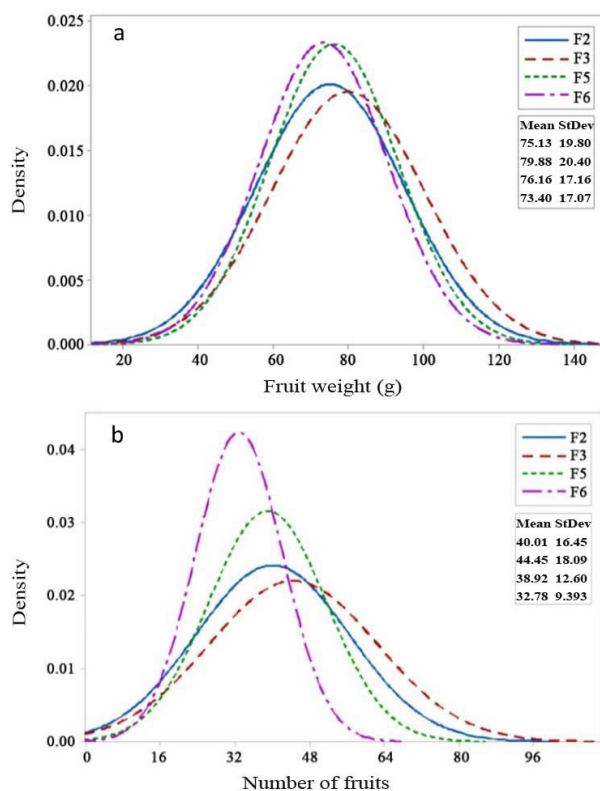 a
0.025
0.020
0.015
0.010
0.005
0.000
Density
20 40 60 80 100 120 140
Fruit weight (g)
F2
F3
F5
F6
Mean StDev
75.13 19.80
79.88 20.40
76.16 17.16
73.40 17.07
b
0.04
0.03
0.02
0.01
0.00
Density
0 16 32 48 64 80 96
Number of fruits
F2
F3
F5
F6
Mean StDev
40.01 16.45
44.45 18.09
38.92 12.60
32.78 9.393